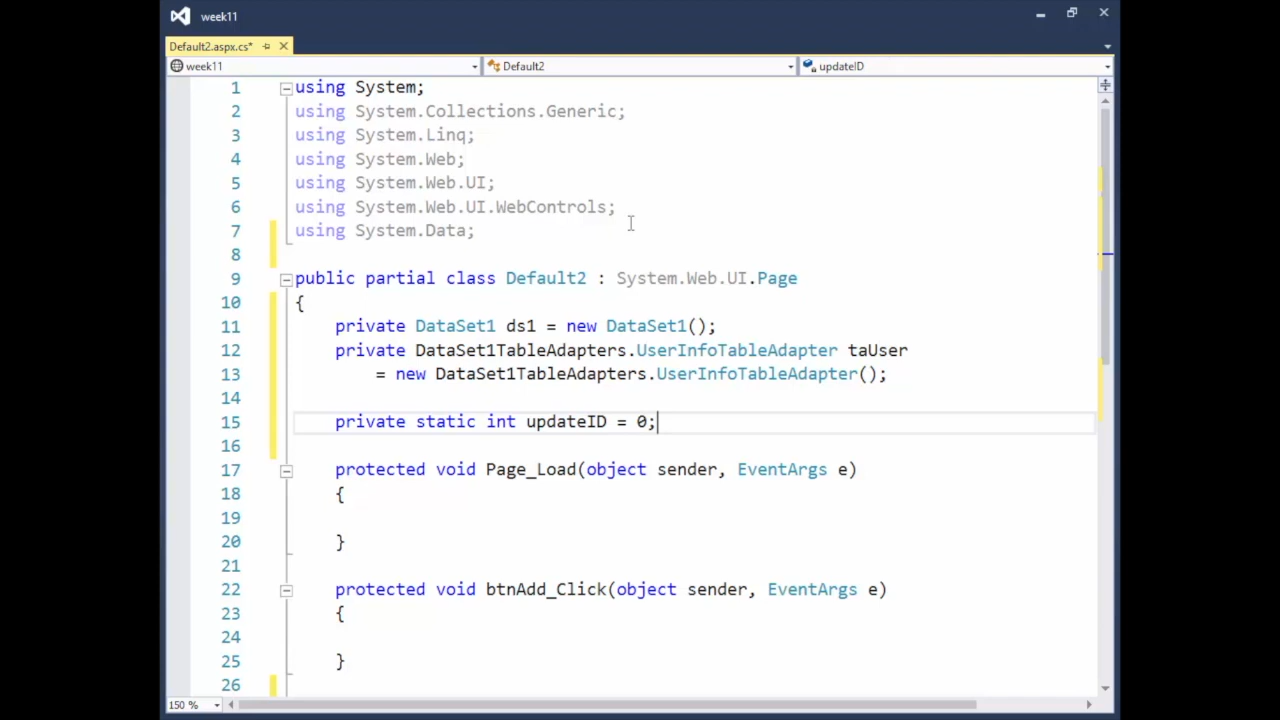 week11
Default2.aspx.cs*
week11 Default2 updateID
1 using System;
2 using System.Collections.Generic;
3 using System.Linq;
4 using System.Web;
5 using System.Web.UI;
6 using System.Web.UI.WebControls;
7 using System.Data;
8
9 public partial class Default2 : System.Web.UI.Page
10 {
11 private DataSet1 ds1 = new DataSet1();
12 private DataSet1TableAdapters.UserInfoTableAdapter taUser
13 = new DataSet1TableAdapters.UserInfoTableAdapter();
14
15 private static int updateID = 0;
16
17 protected void Page_Load(object sender, EventArgs e)
18 {
19
20 }
21
22 protected void btnAdd_Click(object sender, EventArgs e)
23 {
24
25 }
26
150 %